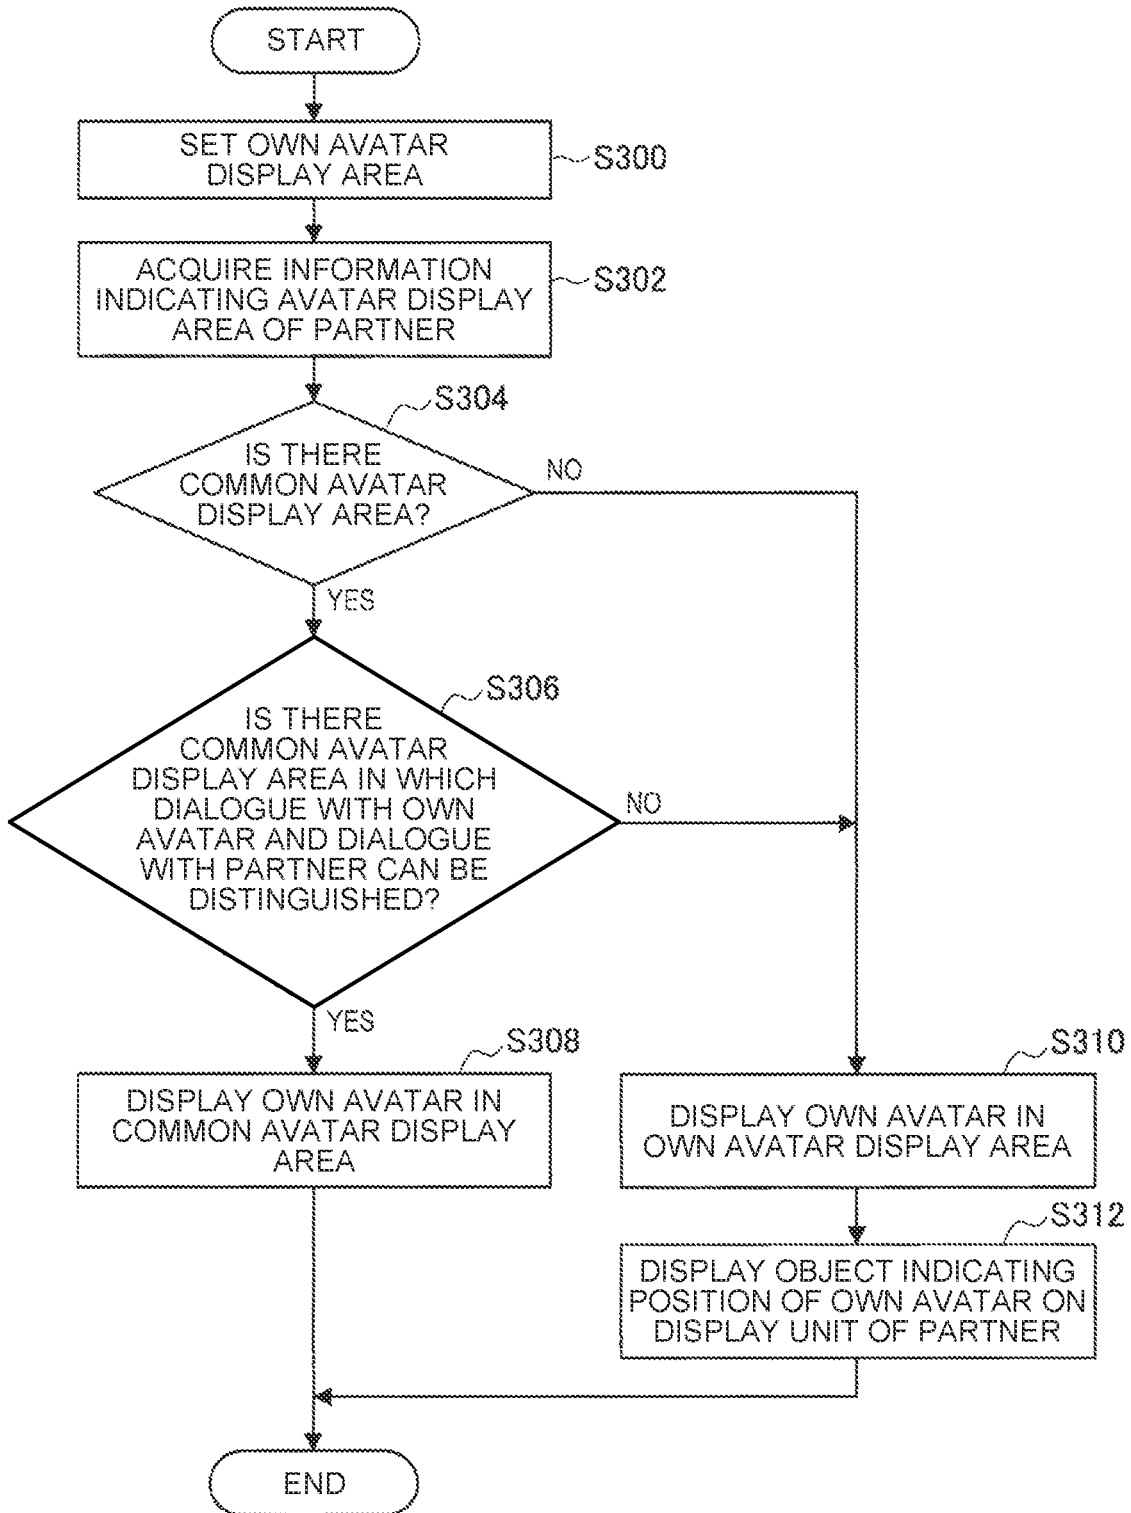 START
SET OWN AVATAR
DISPLAY AREA
S300
ACQUIRE INFORMATION
INDICATING AVATAR DISPLAY
AREA OF PARTNER
S302
S304
IS THERE
COMMON AVATAR
DISPLAY AREA?
NO
YES
S306
IS THERE
COMMON AVATAR
DISPLAY AREA IN WHICH
DIALOGUE WITH OWN
AVATAR AND DIALOGUE
WITH PARTNER CAN BE
DISTINGUISHED?
NO
YES
S308
DISPLAY OWN AVATAR IN
COMMON AVATAR DISPLAY
AREA
S310
DISPLAY OWN AVATAR IN
OWN AVATAR DISPLAY AREA
S312
DISPLAY OBJECT INDICATING
POSITION OF OWN AVATAR ON
DISPLAY UNIT OF PARTNER
END